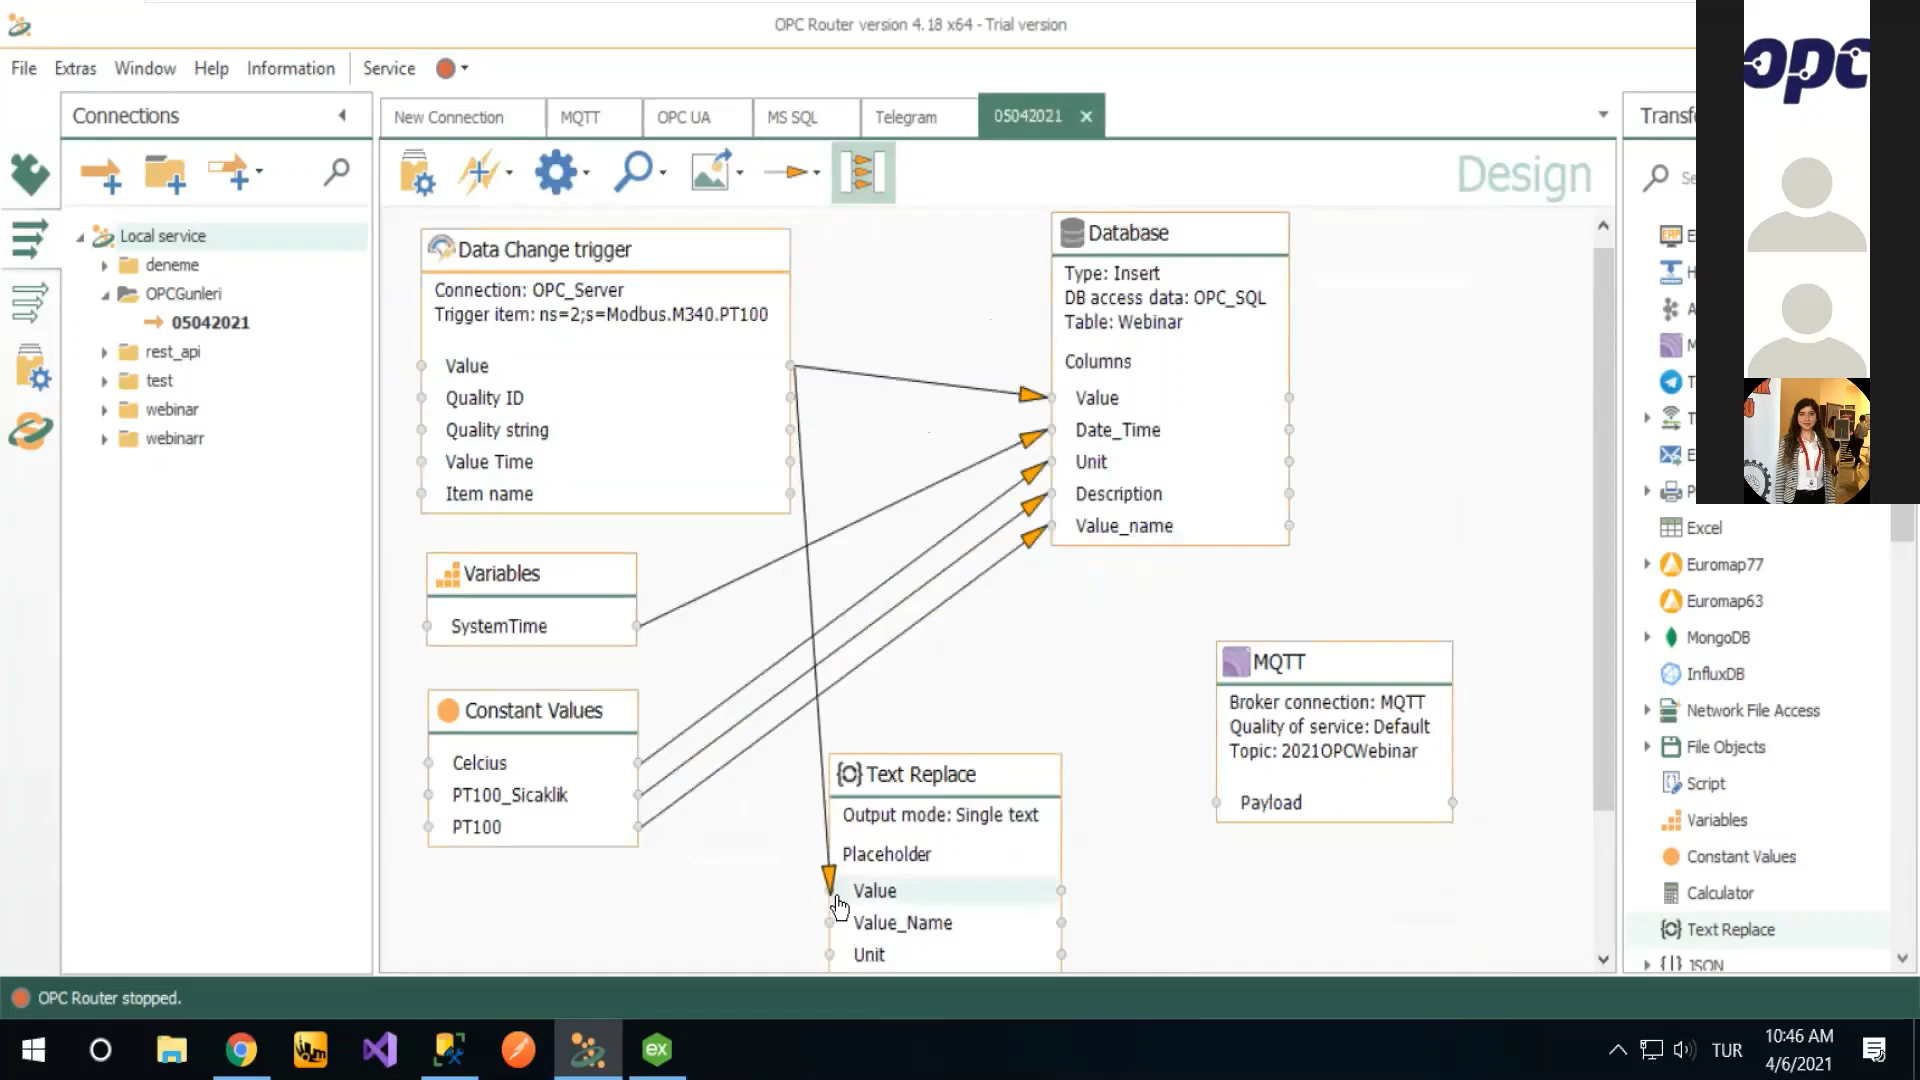 OPC Router version 4.18 x64 - Trial version
File Extras Window Help Information Service
Connections
New Connection MQTT OPC UA MS SQL Telegram 05042021
Design
Local service
deneme
OPCGunleri
05042021
rest_api
test
webinar
webinarr
Data Change trigger
Connection: OPC_Server
Trigger item: ns=2;s=Modbus.M340.PT100
Value
Quality ID
Quality string
Value Time
Item name
Variables
SystemTime
Constant Values
Celcius
PT100_Sicaklik
PT100
Database
Type: Insert
DB access data: OPC_SQL
Table: Webinar
Columns
Value
Date_Time
Unit
Description
Value_name
MQTT
Broker connection: MQTT
Quality of service: Default
Topic: 2021OPCWebinar
Payload
{O} Text Replace
Output mode: Single text
Placeholder
Value
Value_Name
Unit
opc
Excel
Euromap77
Euromap63
MongoDB
InfluxDB
Network File Access
File Objects
Script
Variables
Constant Values
Calculator
{O} Text Replace
{} JSON
OPC Router stopped.
ex
TUR
10:46 AM
4/6/2021